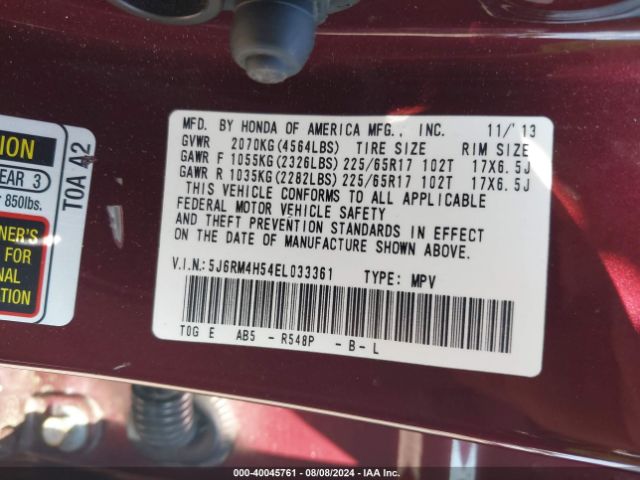 MFD. BY HONDA OF AMERICA MFG., INC. 11/'13
GVWR 2070KG(4564LBS) TIRE SIZE RIM SIZE
GAWR F 1055KG(2326LBS) 225/65R17 102T 17X6.5J
GAWR R 1035KG(2282LBS) 225/65R17 102T 17X6.5J
THIS VEHICLE CONFORMS TO ALL APPLICABLE
FEDERAL MOTOR VEHICLE SAFETY
AND THEFT PREVENTION STANDARDS IN EFFECT
ON THE DATE OF MANUFACTURE SHOWN ABOVE.
V.I.N.:5J6RM4H54EL033361 TYPE: MPV
T0G E AB5 - R548P - B - L
ION
EAR 3
850lbs.
NER'S
FOR
NAL
ATION
T0A A2
000-40045761 - 08/08/2024 - IAA Inc.